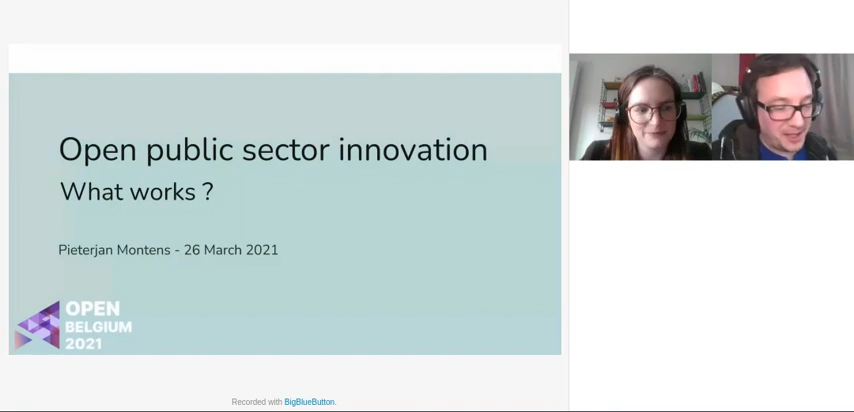 Open public sector innovation
What works ?
Pieterjan Montens - 26 March 2021
OPEN
BELGIUM
2021
Recorded with BigBlueButton.